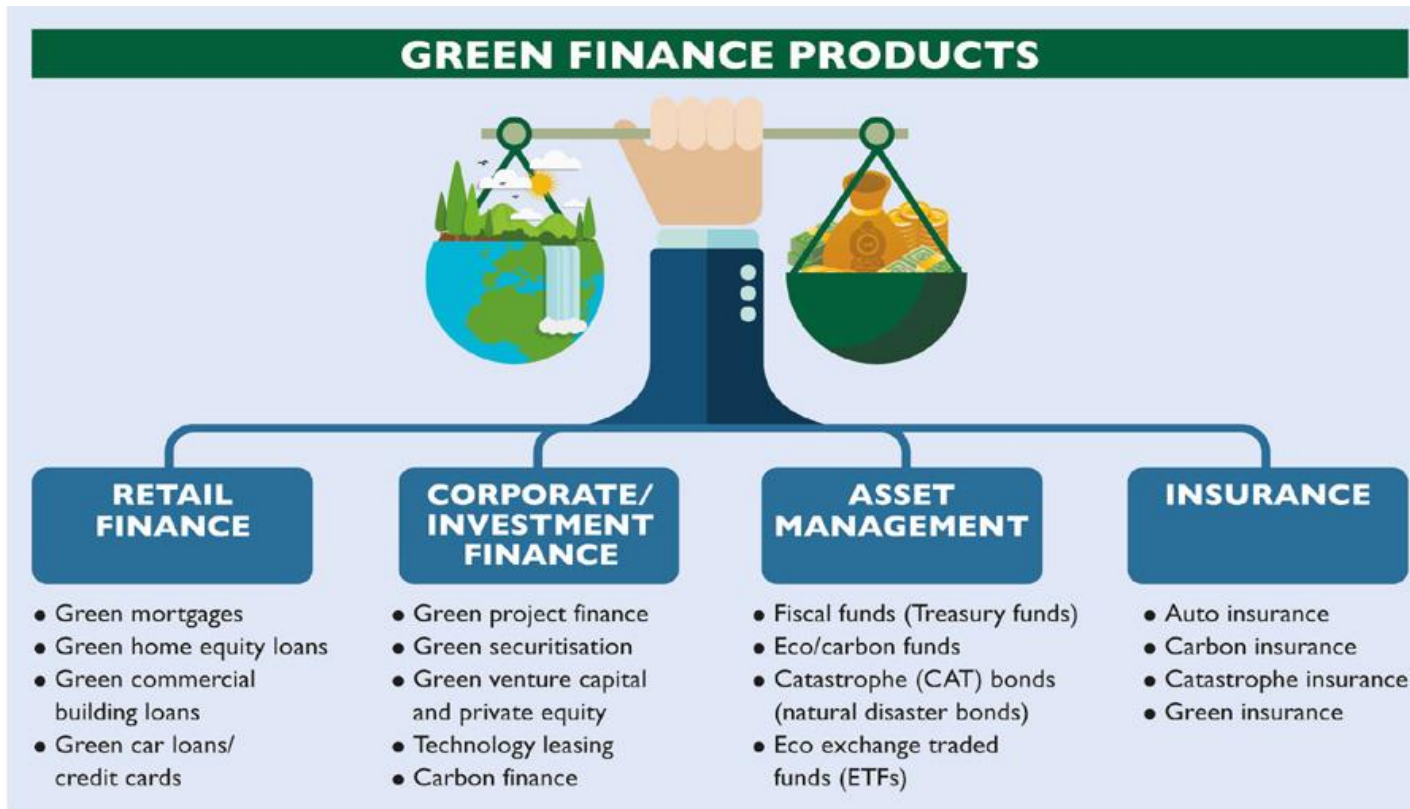 GREEN FINANCE PRODUCTS
RETAIL
FINANCE
• Green mortgages
• Green home equity loans
• Green commercial
building loans
• Green car loans/
credit cards
CORPORATE/
INVESTMENT
FINANCE
• Green project finance
• Green securitisation
• Green venture capital
and private equity
• Technology leasing
• Carbon finance
ASSET
MANAGEMENT
• Fiscal funds (Treasury funds)
• Eco/carbon funds
• Catastrophe (CAT) bonds
(natural disaster bonds)
• Eco exchange traded
funds (ETFs)
INSURANCE
• Auto insurance
• Carbon insurance
• Catastrophe insurance
• Green insurance